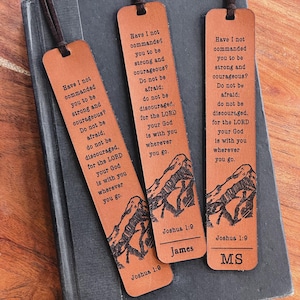 Have I not
commanded
you to be
strong and
courageous?
Do not be
afraid;
do not be
discouraged,
for the LORD
your God
is with you
wherever
you go.
Joshua 1:9
Have I not
commanded
you to be
strong and
courageous?
Do not be
afraid;
do not be
discouraged,
for the LORD
your God
is with you
wherever
you go.
Joshua 1:9
James
Have I not
commanded
you to be
strong and
courageous?
Do not be
afraid;
do not be
discouraged,
for the LORD
your God
is with you
wherever
you go.
Joshua 1:9
MS